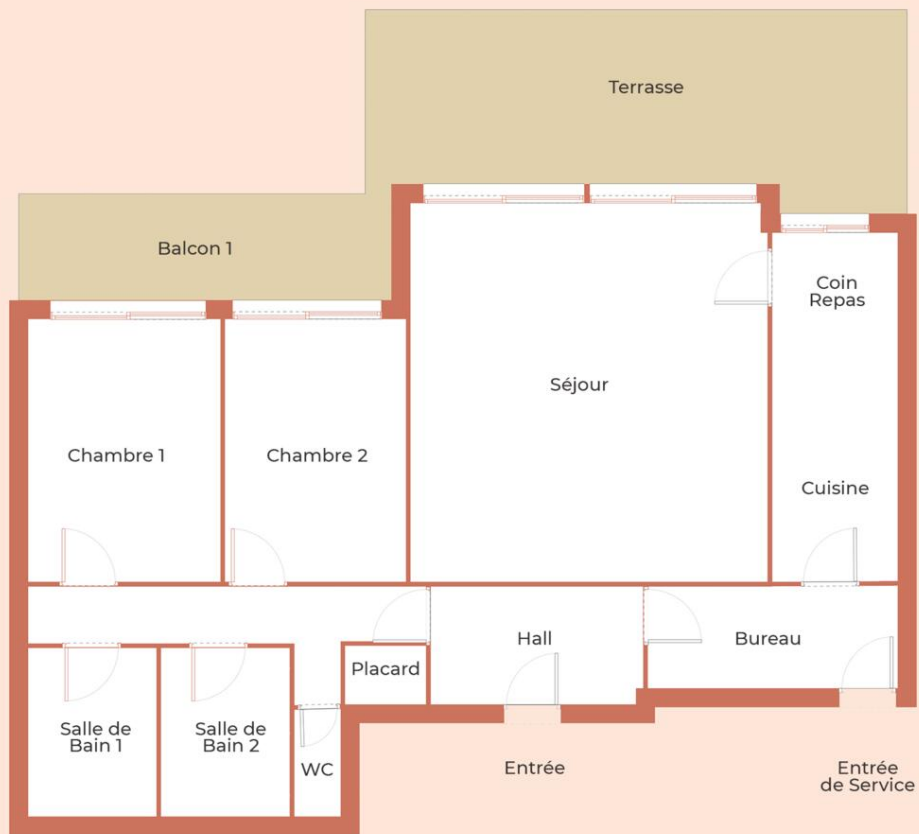 Terrasse
Balcon 1
Coin
Repas
Séjour
Chambre 1
Chambre 2
Cuisine
Hall
Bureau
Placard
Salle de
Bain 1
Salle de
Bain 2
WC
Entrée
Entrée
de Service